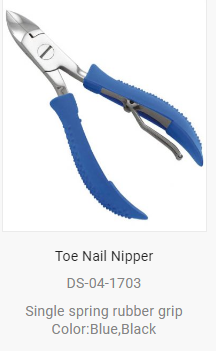 Toe Nail Nipper
DS-04-1703
Single spring rubber grip
Color:Blue,Black